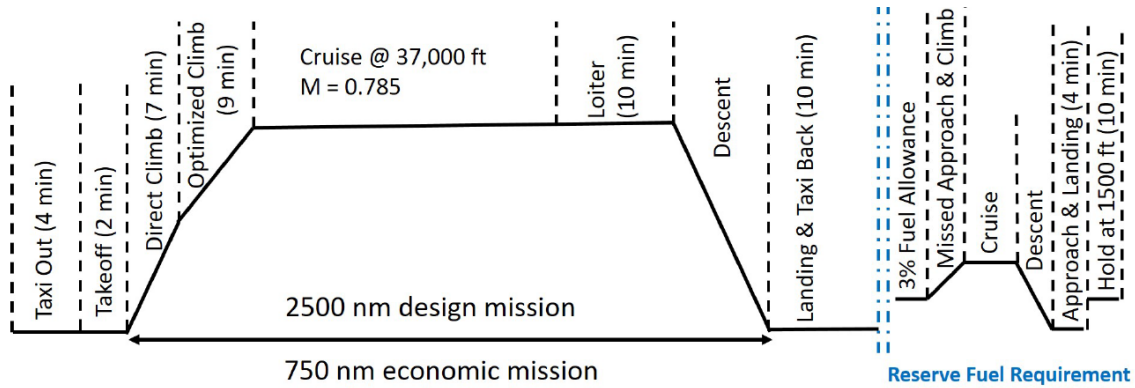 Taxi Out (4 min)
Takeoff (2 min)
Direct Climb (7 min)
Optimized Climb
(9 min)
Cruise @ 37,000 ft
M = 0.785
Loiter
(10 min)
Descent
Landing & Taxi Back (10 min)
2500 nm design mission
750 nm economic mission
3% Fuel Allowance
Missed Approach & Climb
Cruise
Descent
Approach & Landing (4 min)
Hold at 1500 ft (10 min)
Reserve Fuel Requirement